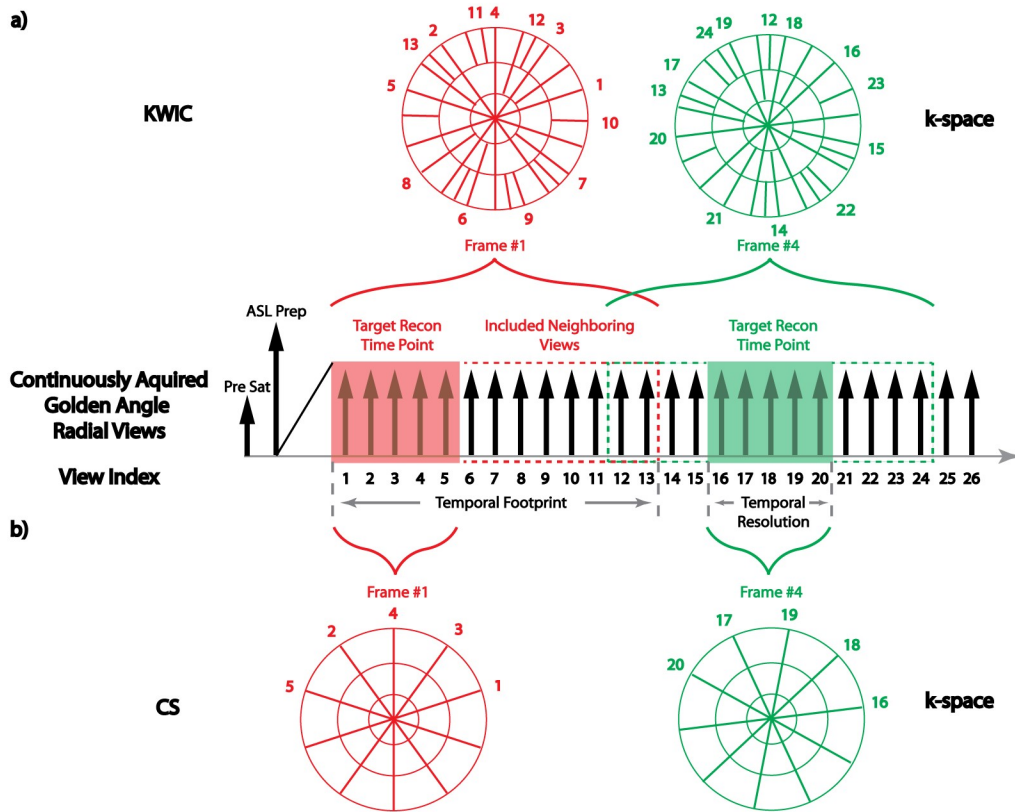 a)
KWIC
11 4 12
2 3
13
5 1
10
8 7
6 9
Frame #1
12
19 18
24 16
17
13 23
20 15
21 22
14
Frame #4
k-space
ASL Prep
Pre Sat
Target Recon
Time Point
Included Neighboring
Views
Target Recon
Time Point
Continuously Aquired
Golden Angle
Radial Views
View Index
1 2 3 4 5 6 7 8 9 10 11 12 13 14 15 16 17 18 19 20 21 22 23 24 25 26
Temporal Footprint
Temporal
Resolution
b)
CS
Frame #1
4
2 3
5 1
Frame #4
19
17 18
20 16
k-space